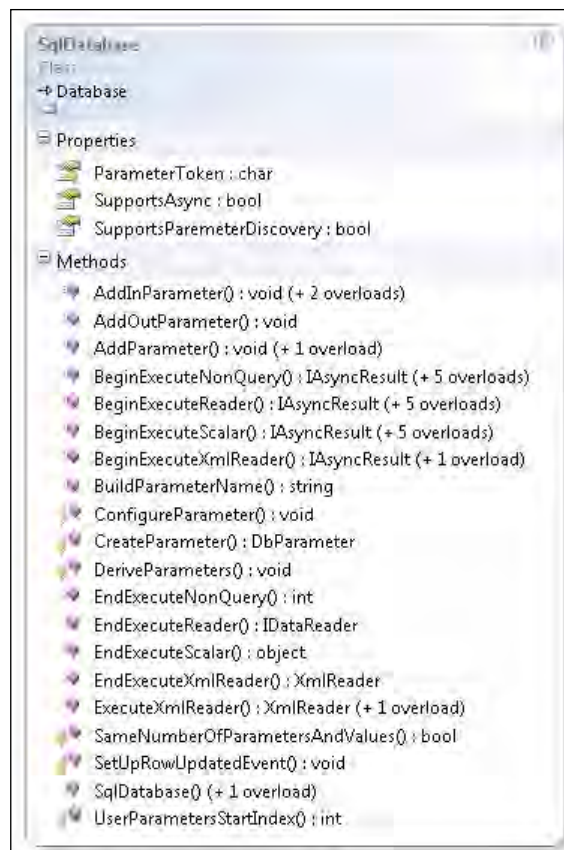 SqlDatabase
Class
Database
Properties
ParameterToken : char
SupportsAsync : bool
SupportsParemeterDiscovery : bool
Methods
AddInParameter() : void (+ 2 overloads)
AddOutParameter() : void
AddParameter() : void (+ 1 overload)
BeginExecuteNonQuery() : IAsyncResult (+ 5 overloads)
BeginExecuteReader() : IAsyncResult (+ 5 overloads)
BeginExecuteScalar() : IAsyncResult (+ 5 overloads)
BeginExecuteXmlReader() : IAsyncResult (+ 1 overload)
BuildParameterName() : string
ConfigureParameter() : void
CreateParameter() : DbParameter
DeriveParameters() : void
EndExecuteNonQuery() : int
EndExecuteReader() : IDataReader
EndExecuteScalar() : object
EndExecuteXmlReader() : XmlReader
ExecuteXmlReader() : XmlReader (+ 1 overload)
SameNumberOfParametersAndValues() : bool
SetUpRowUpdatedEvent() : void
SqlDatabase() (+ 1 overload)
UserParametersStartIndex() : int